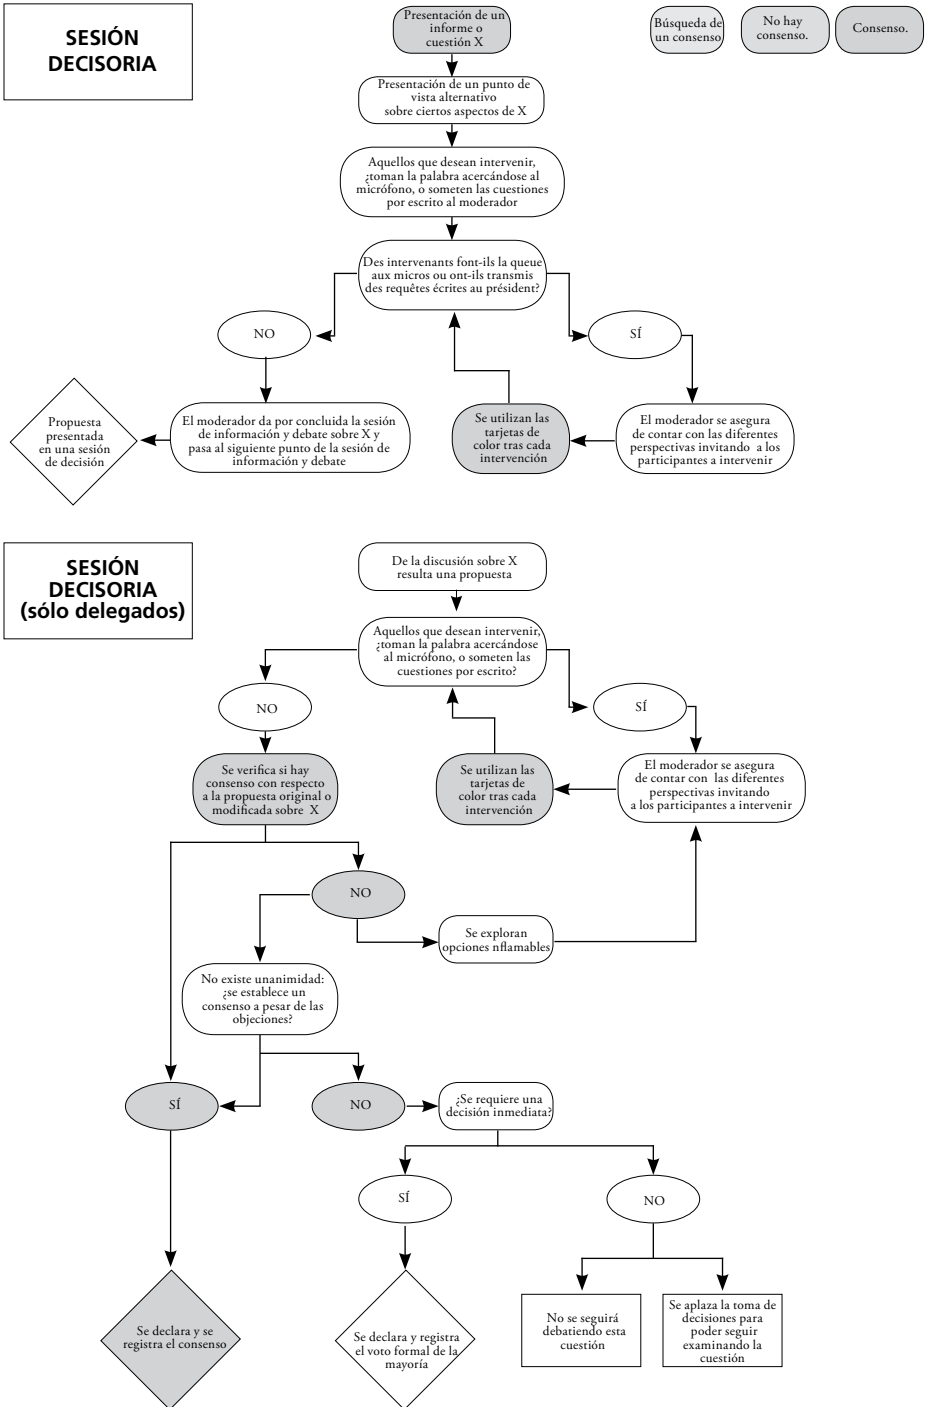 SESIÓN
DECISORIA
Presentación de un
informe o
cuestión X
Búsqueda de
un consenso
No hay
consenso.
Consenso.
Presentación de un punto de
vista alternativo
sobre ciertos aspectos de X
Aquellos que desean intervenir,
¿toman la palabra acercándose al
micrófono, o someten las cuestiones
por escrito al moderador
Des intervenants font-ils la queue
aux micros ou ont-ils transmis
des requêtes écrites au président?
NO
SÍ
Propuesta
presentada
en una sesión
de decisión
El moderador da por concluida la sesión
de información y debate sobre X y
pasa al siguiente punto de la sesión de
información y debate
Se utilizan las
tarjetas de
color tras cada
intervención
El moderador se asegura
de contar con las diferentes
perspectivas invitando a los
participantes a intervenir
SESIÓN
DECISORIA
(sólo delegados)
De la discusión sobre X
resulta una propuesta
Aquellos que desean intervenir,
¿toman la palabra acercándose
al micrófono, o someten las
cuestiones por escrito?
NO
SÍ
Se verifica si hay
consenso con respecto
a la propuesta original o
modificada sobre X
Se utilizan las
tarjetas de
color tras cada
intervención
El moderador se asegura
de contar con las diferentes
perspectivas invitando
a los participantes a intervenir
NO
Se exploran
opciones nflamables
No existe unanimidad:
¿se establece un
consenso a pesar de las
objeciones?
SÍ
NO
¿Se requiere una
decisión inmediata?
SÍ
NO
Se declara y se
registra el consenso
Se declara y registra
el voto formal de la
mayoría
No se seguirá
debatiendo esta
cuestión
Se aplaza la toma de
decisiones para
poder seguir
examinando la
cuestión